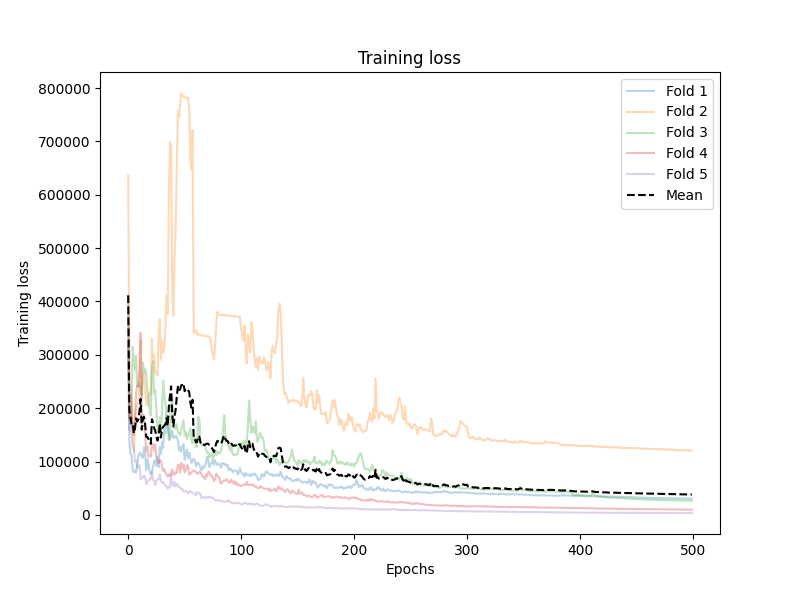 Training loss
Training loss
800000
700000
600000
500000
400000
300000
200000
100000
0
0 100 200 300 400 500
Epochs
Fold 1
Fold 2
Fold 3
Fold 4
Fold 5
Mean